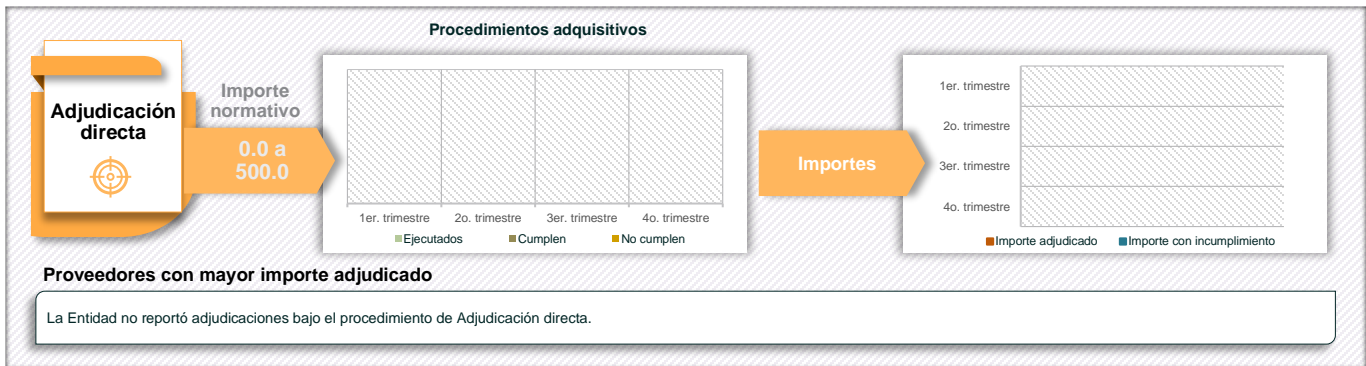 Procedimientos adquisitivos
Adjudicación
directa
Importe
normativo
0.0 a
500.0
1er. trimestre
2o. trimestre
3er. trimestre
4o. trimestre
Ejecutados
Cumplen
No cumplen
Importes
1er. trimestre
2o. trimestre
3er. trimestre
4o. trimestre
Importe adjudicado
Importe con incumplimiento
Proveedores con mayor importe adjudicado
La Entidad no reportó adjudicaciones bajo el procedimiento de Adjudicación directa.